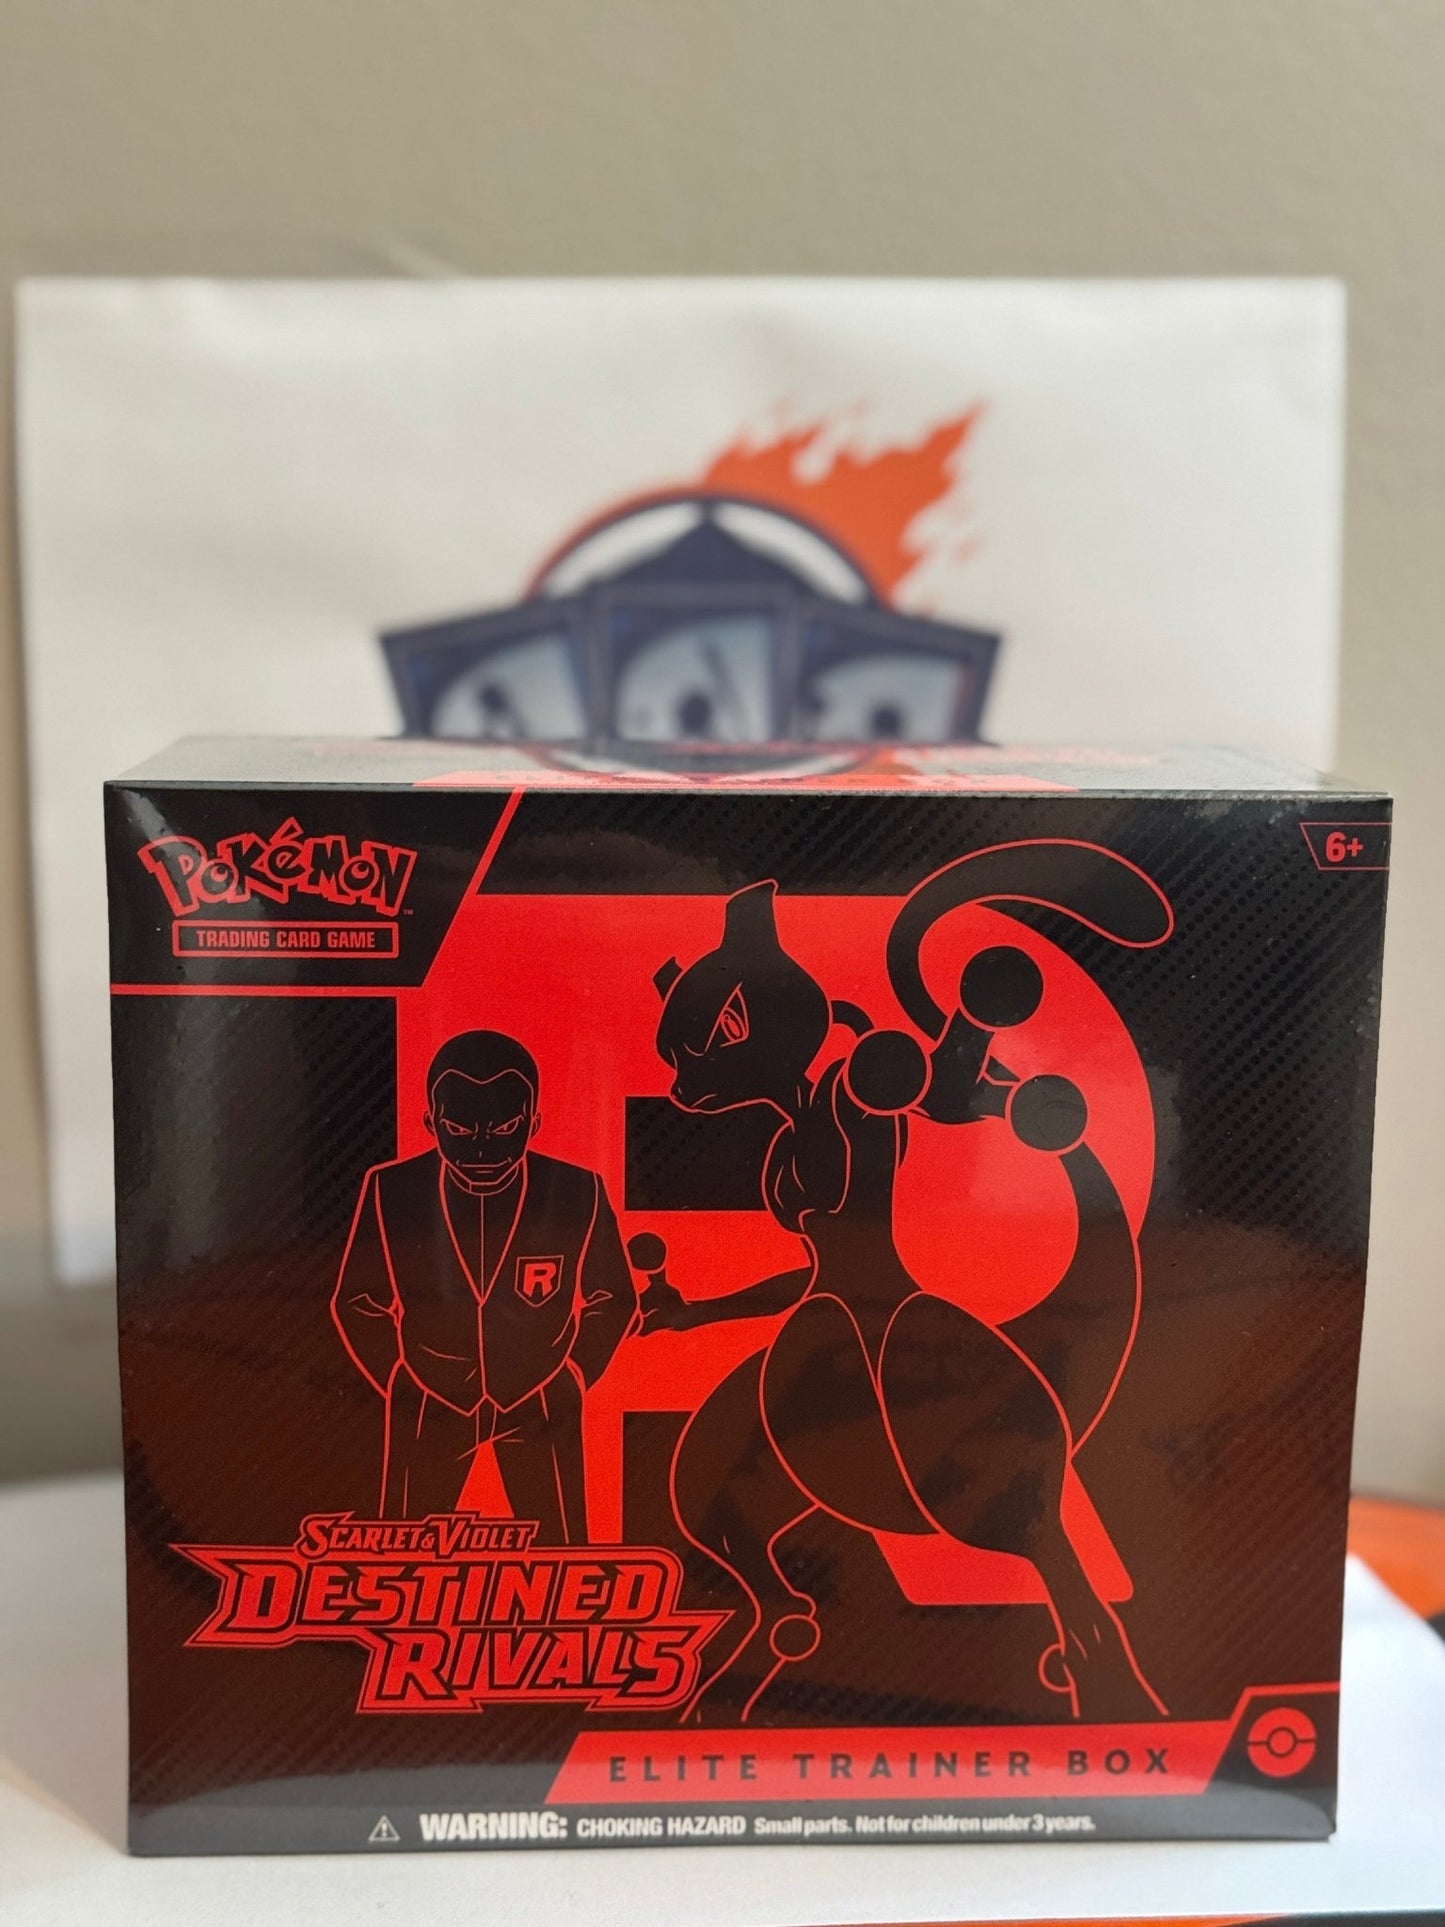 POKéMON™
TRADING CARD GAME
6+
R
SCARLET & VIOLET
DESTINED
RIVALS
ELITE TRAINER BOX
WARNING: CHOKING HAZARD Small parts. Not for children under 3 years.